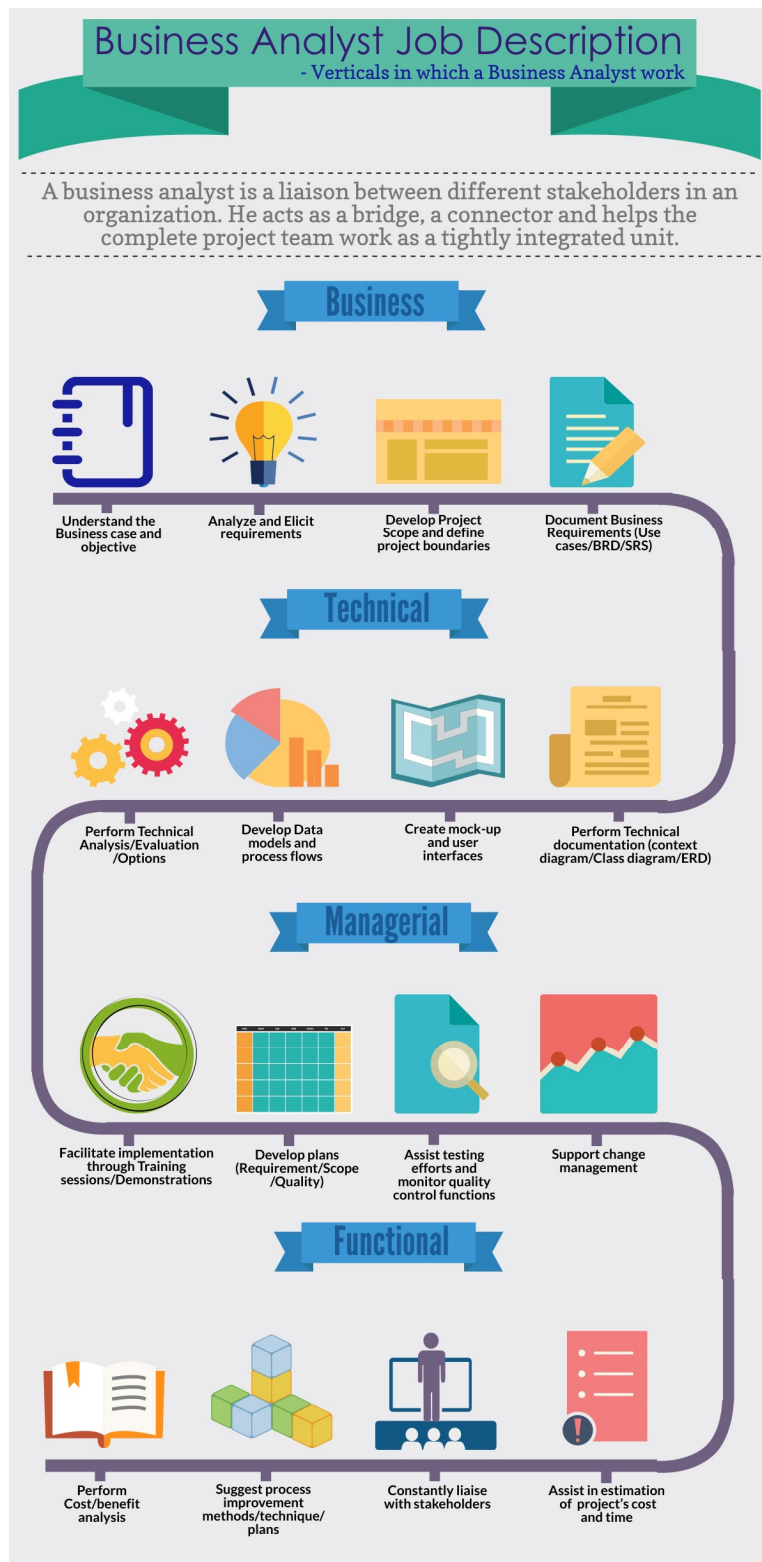 Business Analyst Job Description
- Verticals in which a Business Analyst work
A business analyst is a liaison between different stakeholders in an
organization. He acts as a bridge, a connector and helps the
complete project team work as a tightly integrated unit.
Business
Understand the
Business case and
objective
Analyze and Elicit
requirements
Develop Project
Scope and define
project boundaries
Document Business
Requirements (Use
cases/BRD/SRS)
Technical
Perform Technical
Analysis/Evaluation
/Options
Develop Data
models and
process flows
Create mock-up
and user
interfaces
Perform Technical
documentation (context
diagram/Class diagram/ERD)
Managerial
Facilitate implementation
through Training
sessions/Demonstrations
Develop plans
(Requirement/Scope
/Quality)
Assist testing
efforts and
monitor quality
control functions
Support change
management
Functional
Perform
Cost/benefit
analysis
Suggest process
improvement
methods/technique/
plans
Constantly liaise
with stakeholders
Assist in estimation
of project's cost
and time